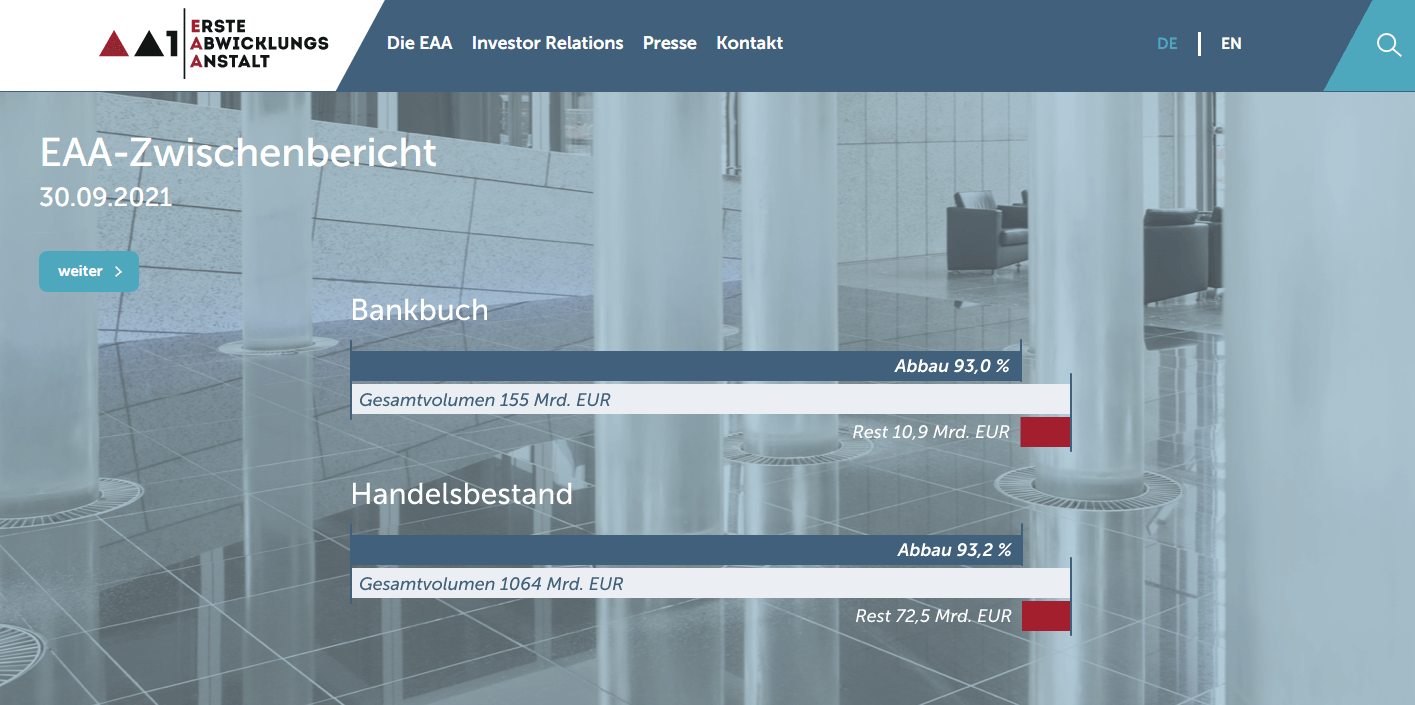 ERSTE
ABWICKLUNGS
ANSTALT
Die EAA Investor Relations Presse Kontakt
DE EN
EAA-Zwischenbericht
30.09.2021
weiter
Bankbuch
Abbau 93,0 %
Gesamtvolumen 155 Mrd. EUR
Rest 10,9 Mrd. EUR
Handelsbestand
Abbau 93,2 %
Gesamtvolumen 1064 Mrd. EUR
Rest 72,5 Mrd. EUR